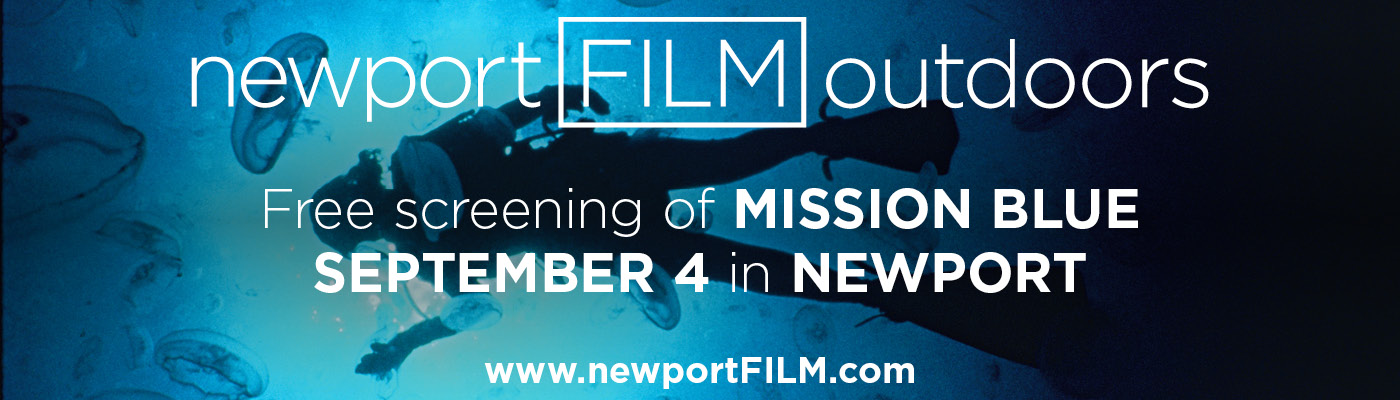 newport FILM outdoors
Free screening of MISSION BLUE
SEPTEMBER 4 in NEWPORT
www.newportFILM.com